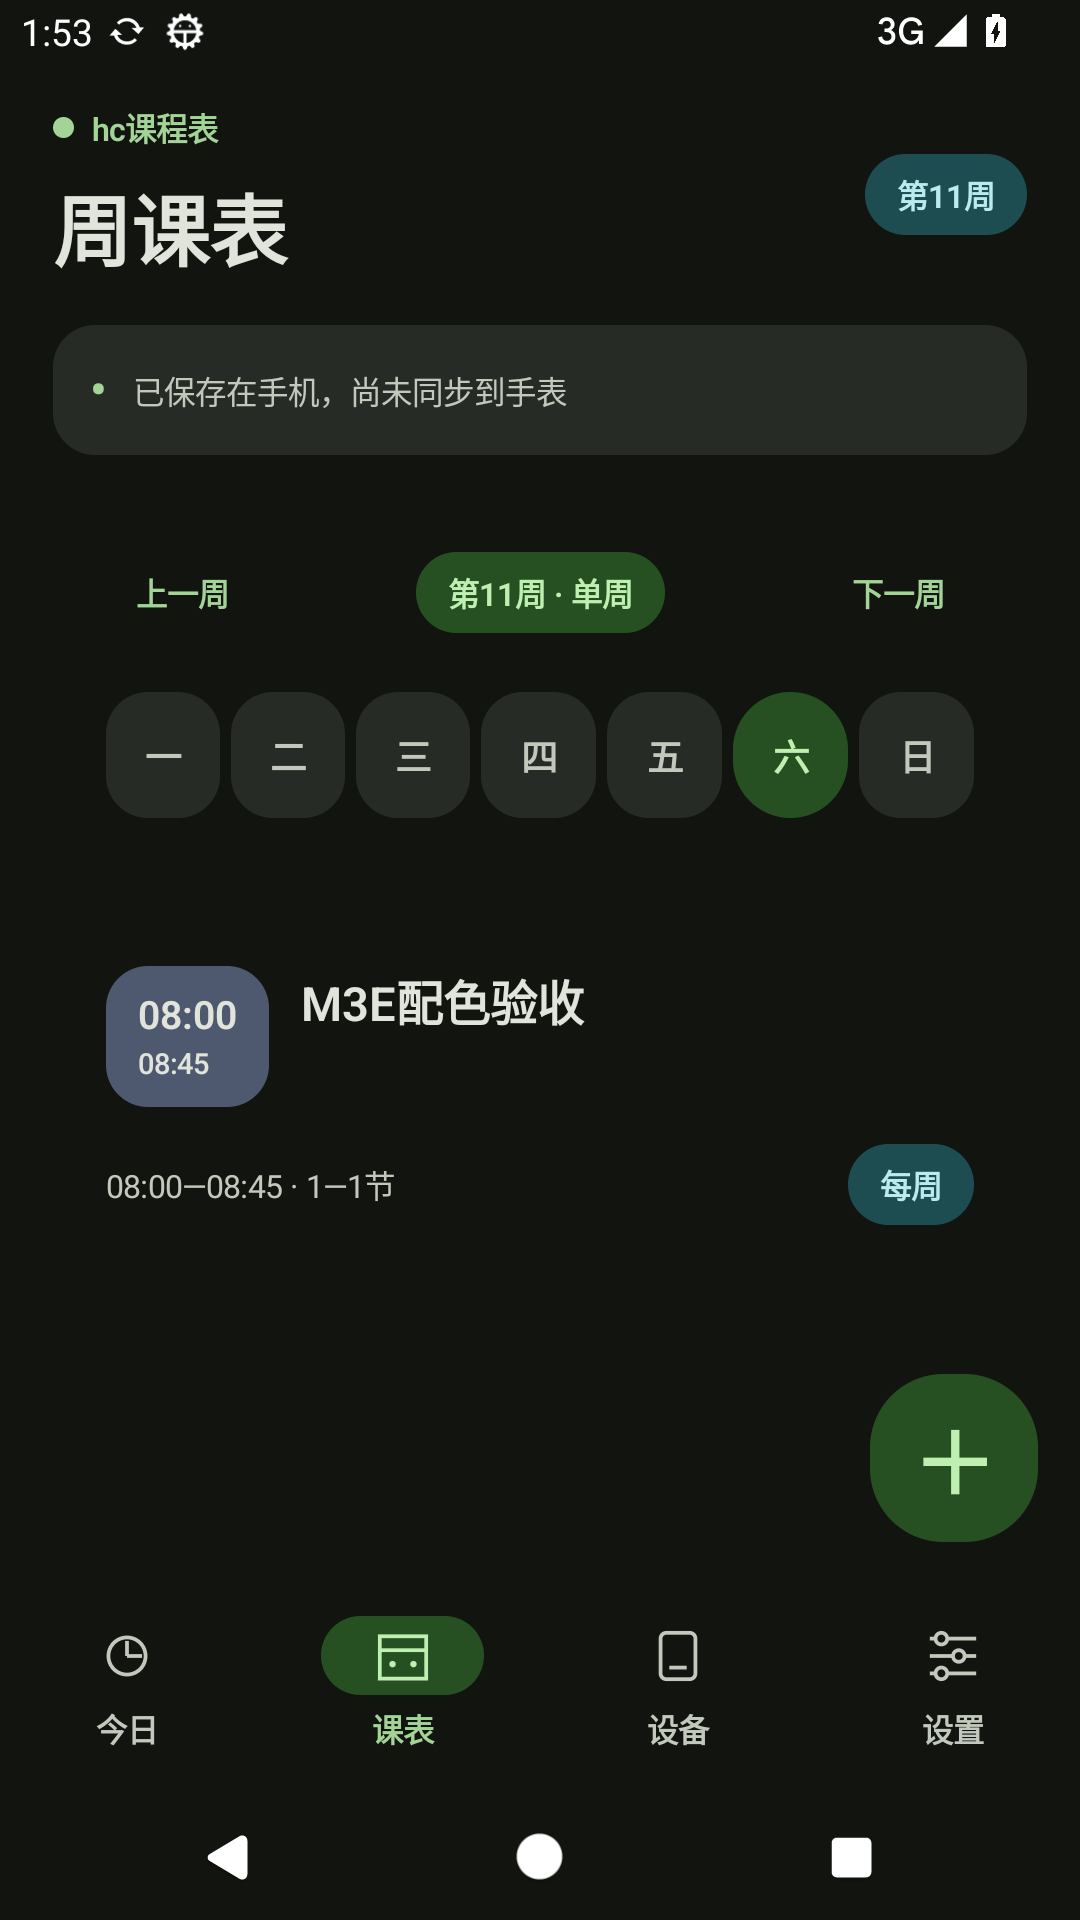 1:53
3G
hc课程表
周课表
第11周
已保存在手机，尚未同步到手表
上一周
第11周 · 单周
下一周
一 二 三 四 五 六 日
08:00
08:45
M3E配色验收
08:00–08:45 · 1–1节
每周
今日
课表
设备
设置